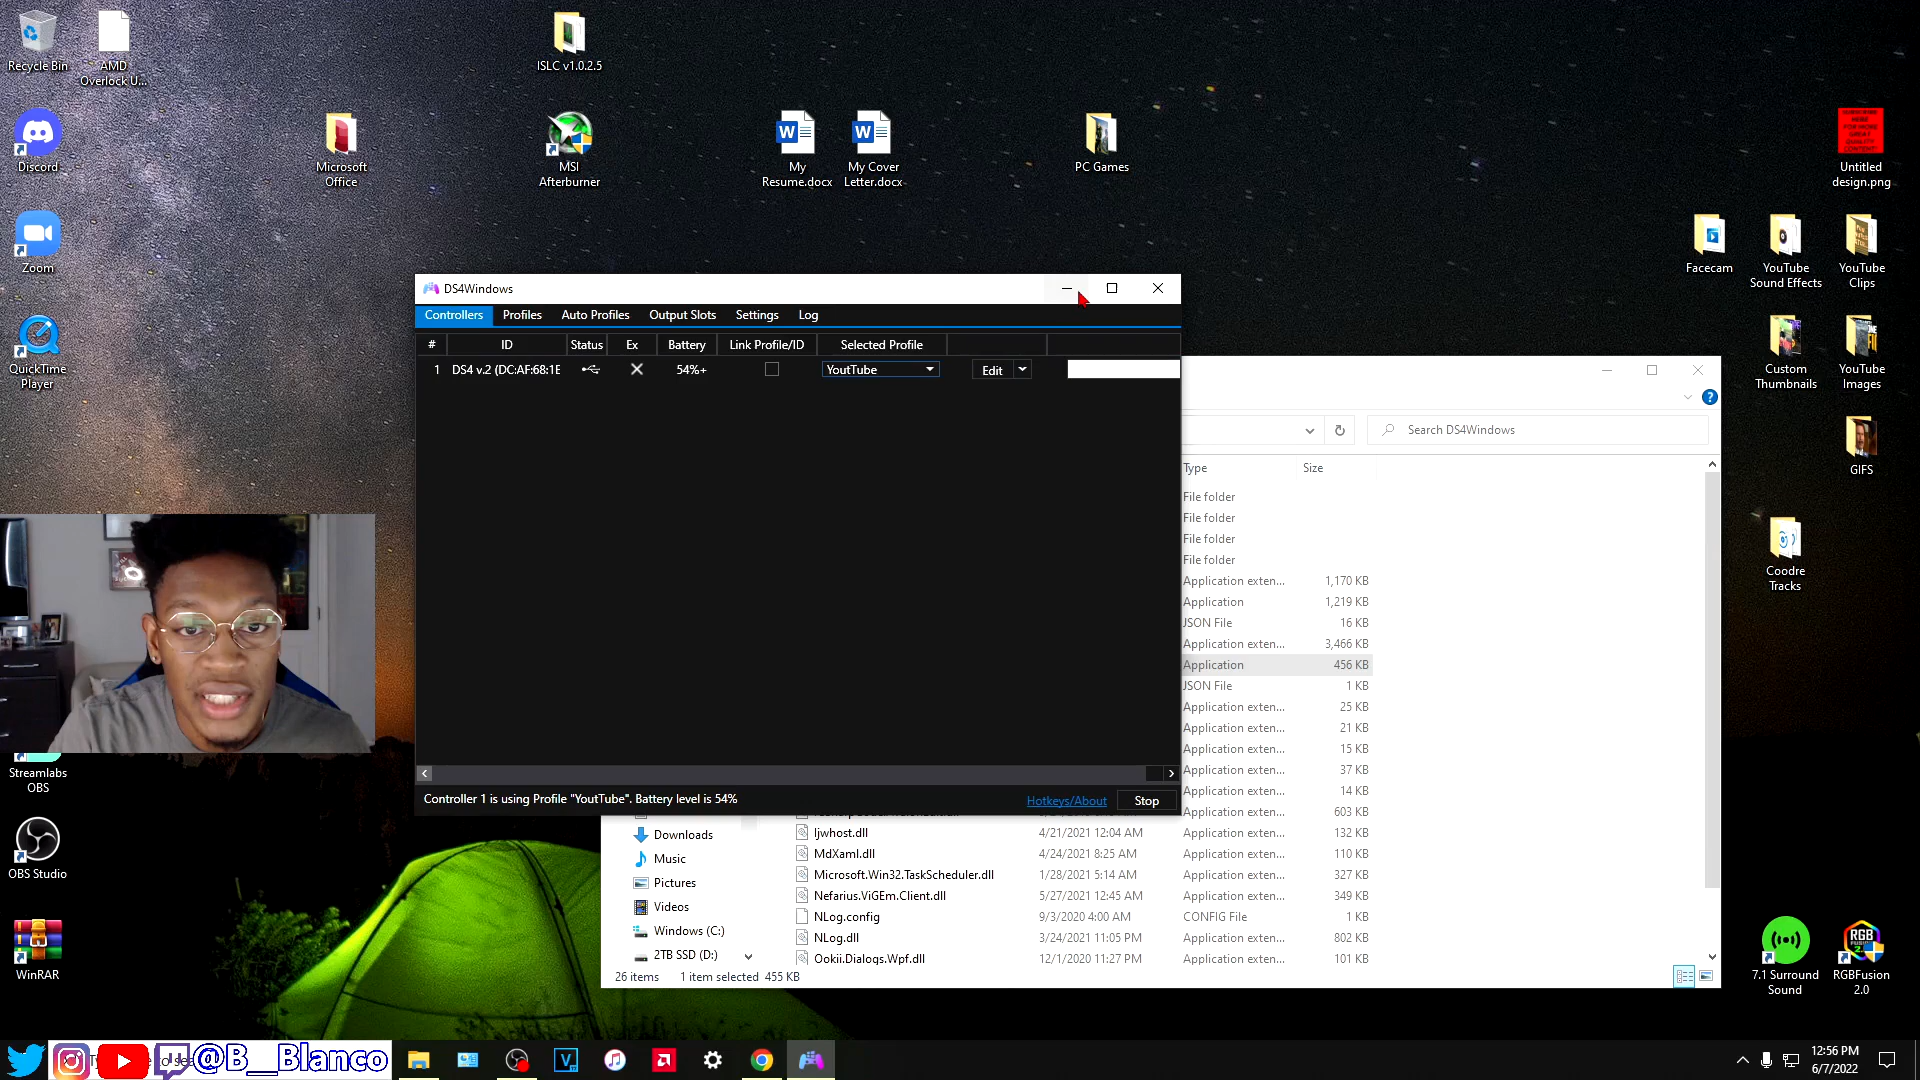 Recycle Bin
AMD
Overlock U...
ISLC v1.0.2.5
Discord
Microsoft
Office
MSI
Afterburner
My
Resume.docx
My Cover
Letter.docx
PC Games
Untitled
design.png
Zoom
Facecam
YouTube
Sound Effects
YouTube
Clips
QuickTime
Player
Custom
Thumbnails
YouTube
Images
GIFS
Coodre
Tracks
DS4Windows
Controllers Profiles Auto Profiles Output Slots Settings Log
# ID Status Ex Battery Link Profile/ID Selected Profile
1 DS4 v.2 (DC:AF:68:1E 54%+ YoutTube Edit
Controller 1 is using Profile "YoutTube". Battery level is 54% Hotkeys/About Stop
Search DS4Windows
Type Size
File folder
File folder
File folder
File folder
Application exten... 1,170 KB
Application 1,219 KB
JSON File 16 KB
Application exten... 3,466 KB
Application 456 KB
JSON File 1 KB
Application exten... 25 KB
Application exten... 21 KB
Application exten... 15 KB
Application exten... 37 KB
Application exten... 14 KB
Application exten... 603 KB
Downloads
Music
Pictures
Videos
Windows (C:)
2TB SSD (D:)
Ijwhost.dll 4/21/2021 12:04 AM Application exten... 132 KB
MdXaml.dll 4/24/2021 8:25 AM Application exten... 110 KB
Microsoft.Win32.TaskScheduler.dll 1/28/2021 5:14 AM Application exten... 327 KB
Nefarius.ViGEm.Client.dll 5/27/2021 12:45 AM Application exten... 349 KB
NLog.config 9/3/2020 4:00 AM CONFIG File 1 KB
NLog.dll 3/24/2021 11:05 PM Application exten... 802 KB
Ookii.Dialogs.Wpf.dll 12/1/2020 11:27 PM Application exten... 101 KB
26 items 1 item selected 455 KB
Streamlabs
OBS
OBS Studio
WinRAR
7.1 Surround
Sound
RGBFusion
2.0
@B__Blanco
12:56 PM
6/7/2022